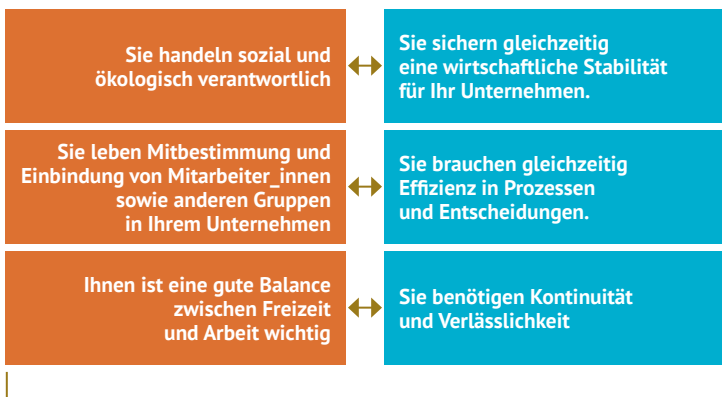 Sie handeln sozial und
ökologisch verantwortlich
Sie sichern gleichzeitig
eine wirtschaftliche Stabilität
für Ihr Unternehmen.
Sie leben Mitbestimmung und
Einbindung von Mitarbeiter_innen
sowie anderen Gruppen
in Ihrem Unternehmen
Sie brauchen gleichzeitig
Effizienz in Prozessen
und Entscheidungen.
Ihnen ist eine gute Balance
zwischen Freizeit
und Arbeit wichtig
Sie benötigen Kontinuität
und Verlässlichkeit